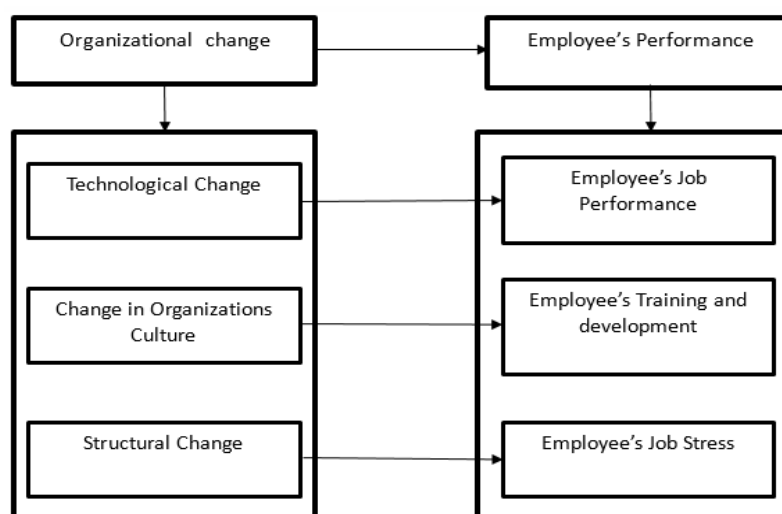 Organizational change
Employee's Performance
Technological Change
Employee's Job
Performance
Change in Organizations
Culture
Employee's Training and
development
Structural Change
Employee's Job Stress